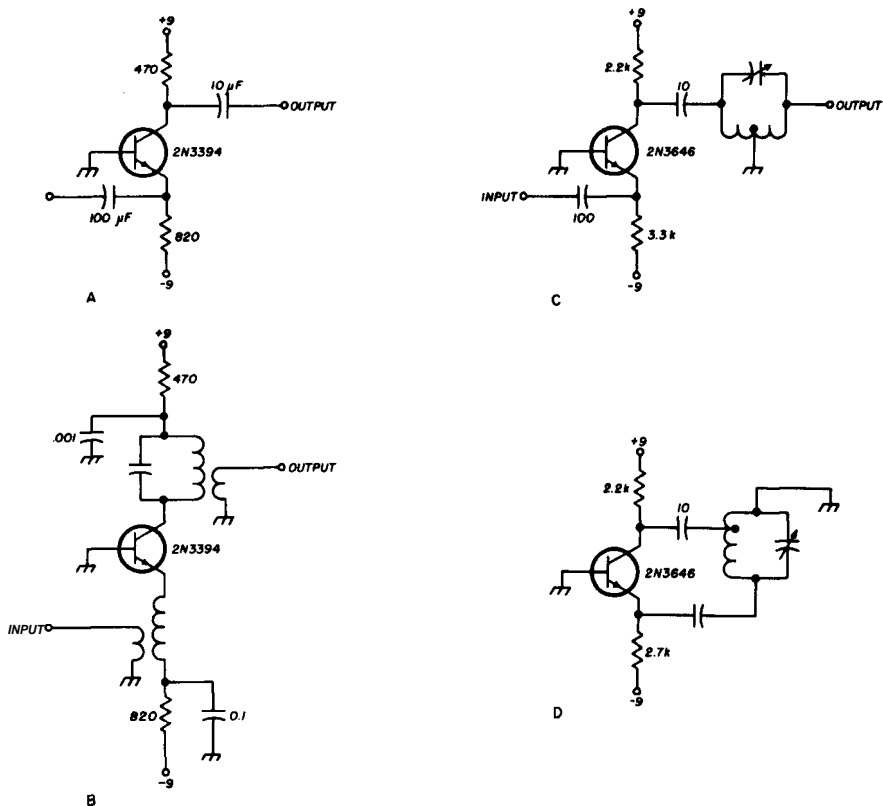 +9
470
10 µF
OUTPUT
2N3394
100 µF
820
-9
A
+9
2.2k
10
OUTPUT
2N3646
INPUT
100
3.3k
-9
C
+9
470
.001
OUTPUT
2N3394
INPUT
820
0.1
-9
B
+9
2.2k
10
2N3646
2.7k
-9
D